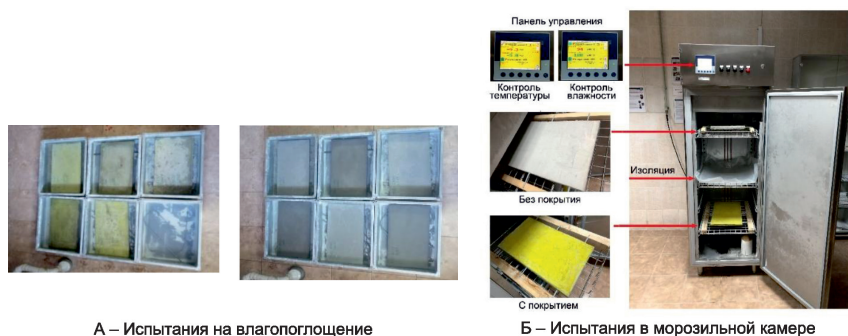 Панель управления
Контроль
температуры
Контроль
влажности
Изоляция
Без покрытия
С покрытием
А – Испытания на влагопоглощение
Б – Испытания в морозильной камере